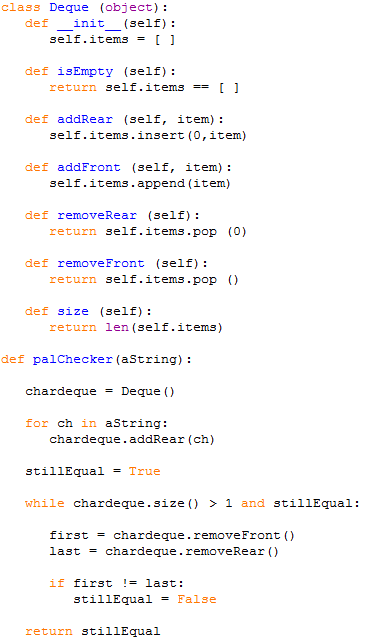 class Deque (object):
   def __init__(self):
      self.items = [ ]

   def isEmpty (self):
      return self.items == [ ]

   def addRear (self, item):
      self.items.insert(0,item)

   def addFront (self, item):
      self.items.append(item)

   def removeRear (self):
      return self.items.pop (0)

   def removeFront (self):
      return self.items.pop ()

   def size (self):
      return len(self.items)

def palChecker(aString):

   chardeque = Deque()

   for ch in aString:
      chardeque.addRear(ch)

   stillEqual = True

   while chardeque.size() > 1 and stillEqual:

      first = chardeque.removeFront()
      last = chardeque.removeRear()

      if first != last:
         stillEqual = False

   return stillEqual